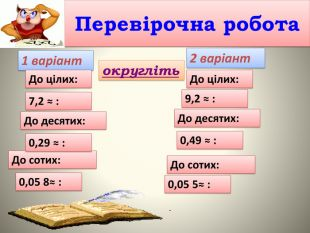 Перевірочна робота
1 варіант
округліть
2 варіант
До цілих:
7,2 ≈ :
До десятих:
0,29 ≈ :
До сотих:
0,05 8≈ :
До цілих:
9,2 ≈ :
До десятих:
0,49 ≈ :
До сотих:
0,05 5≈ :